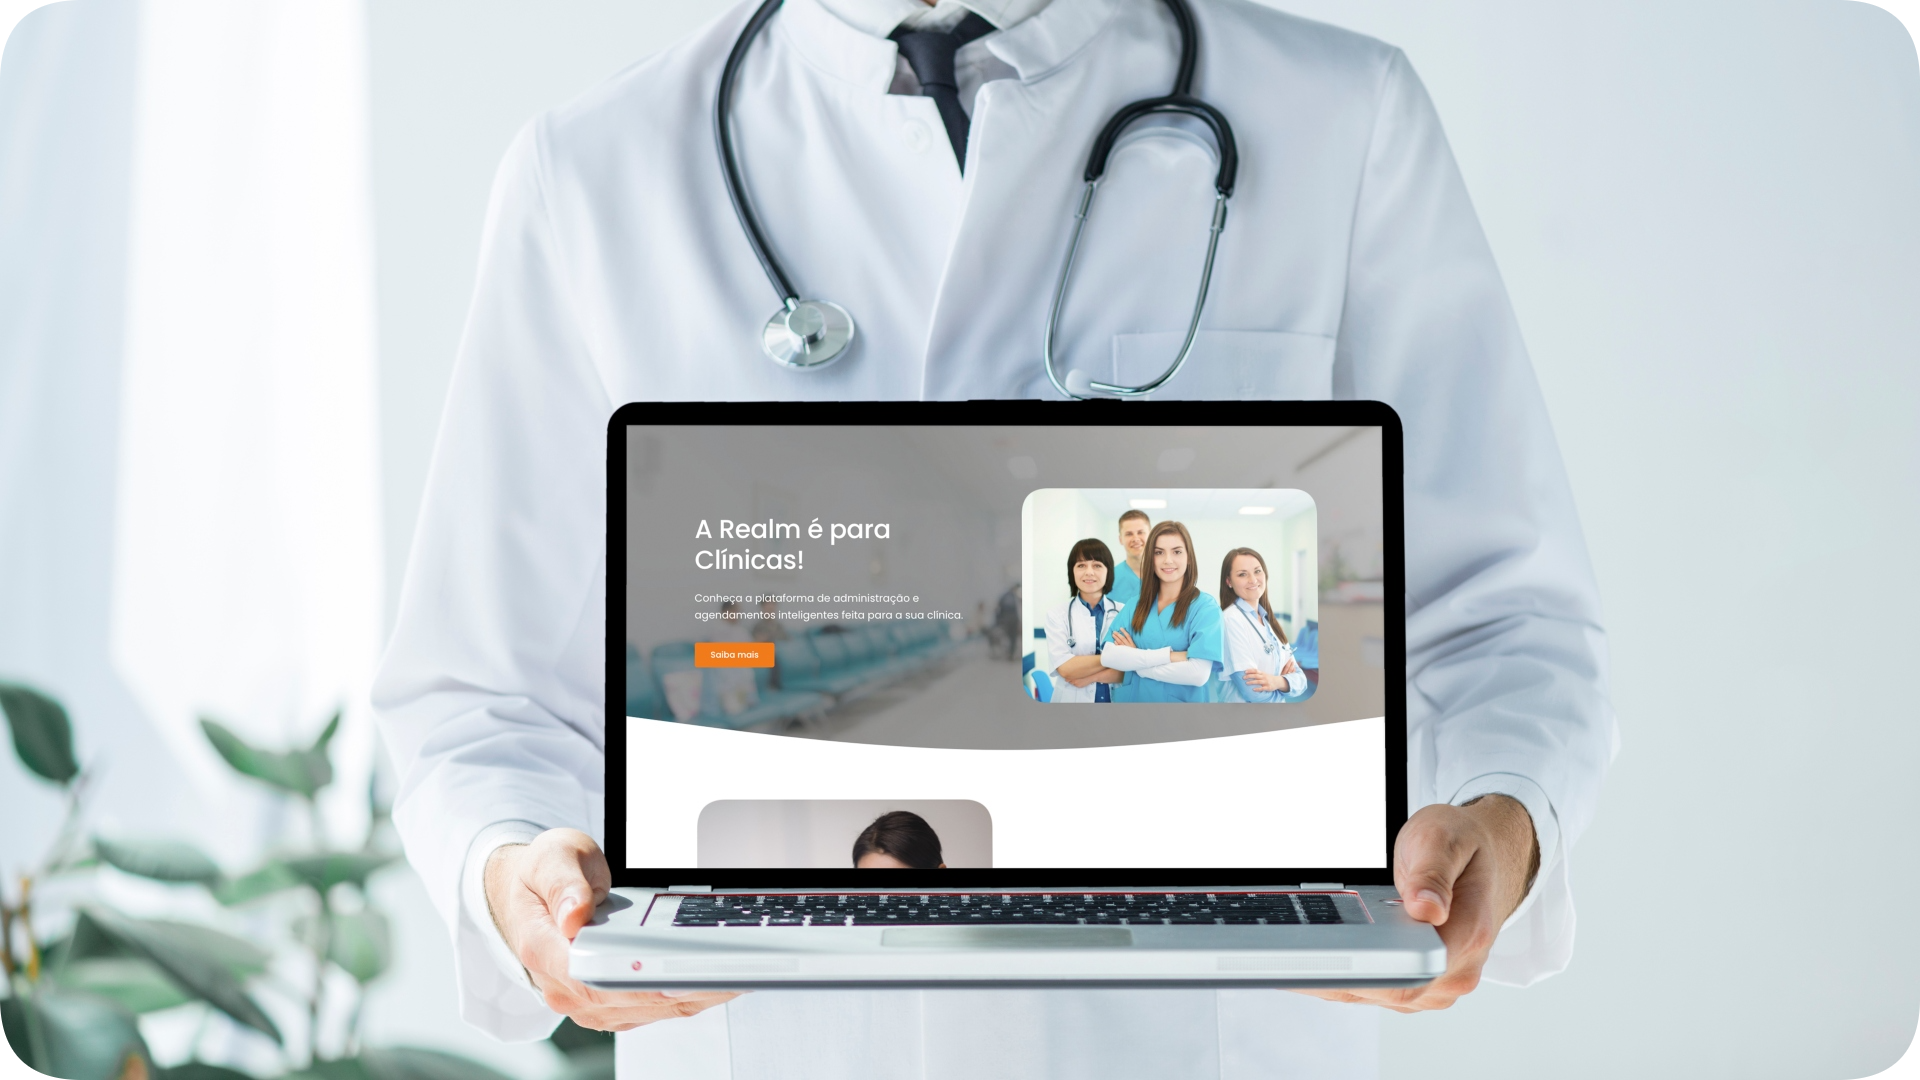 A Realm é para
Clínicas!
Conheça a plataforma de administração e
agendamentos inteligentes feita para a sua clínica.
Saiba mais